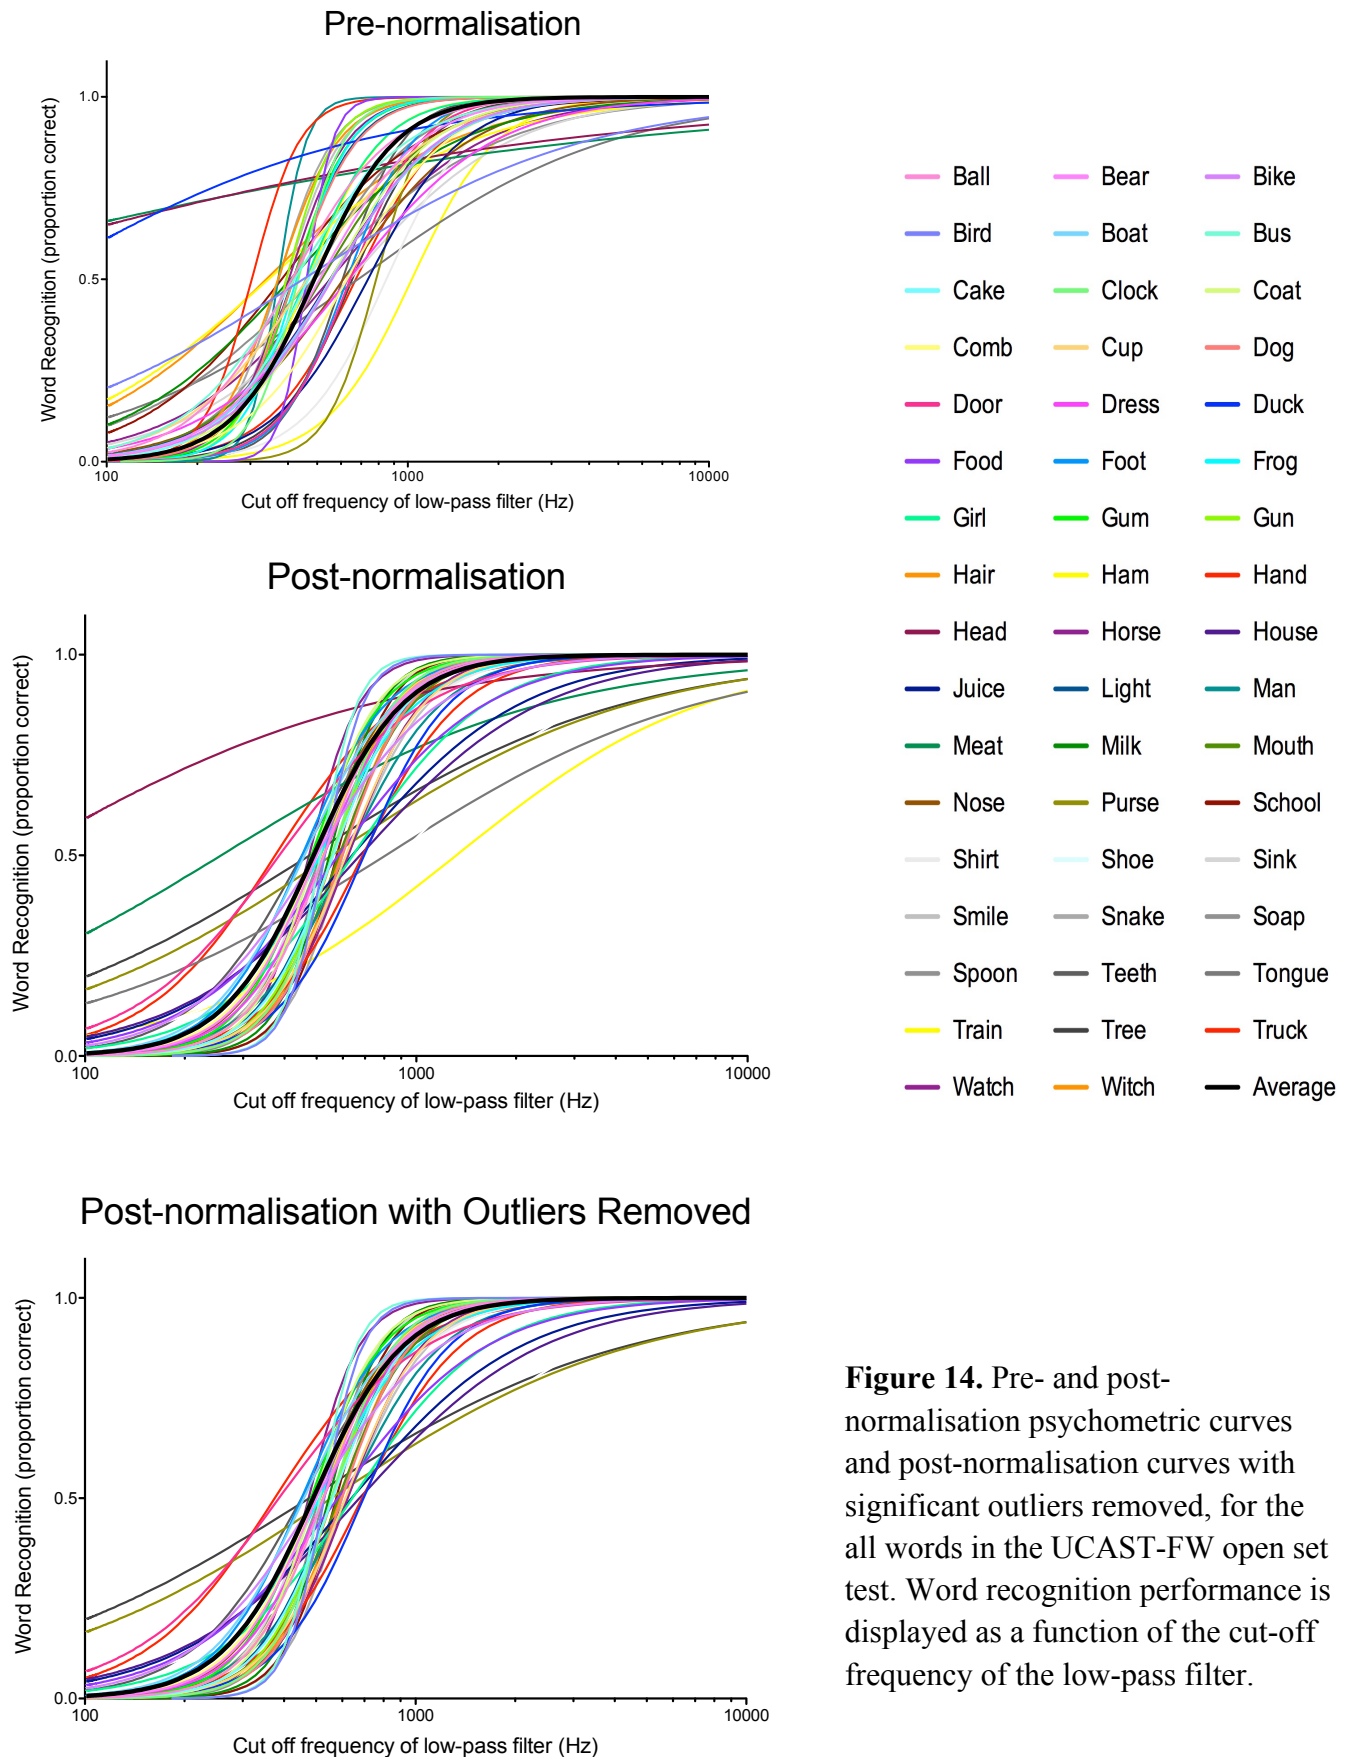 Pre-normalisation
Word Recognition (proportion correct)
1.0
0.5
0.0
100 1000 10000
Cut off frequency of low-pass filter (Hz)
Post-normalisation
Word Recognition (proportion correct)
1.0
0.5
0.0
100 1000 10000
Cut off frequency of low-pass filter (Hz)
Ball Bear Bike
Bird Boat Bus
Cake Clock Coat
Comb Cup Dog
Door Dress Duck
Food Foot Frog
Girl Gum Gun
Hair Ham Hand
Head Horse House
Juice Light Man
Meat Milk Mouth
Nose Purse School
Shirt Shoe Sink
Smile Snake Soap
Spoon Teeth Tongue
Train Tree Truck
Watch Witch Average
Post-normalisation with Outliers Removed
Word Recognition (proportion correct)
1.0
0.5
0.0
100 1000 10000
Cut off frequency of low-pass filter (Hz)
Figure 14. Pre- and post-
normalisation psychometric curves
and post-normalisation curves with
significant outliers removed, for the
all words in the UCAST-FW open set
test. Word recognition performance is
displayed as a function of the cut-off
frequency of the low-pass filter.